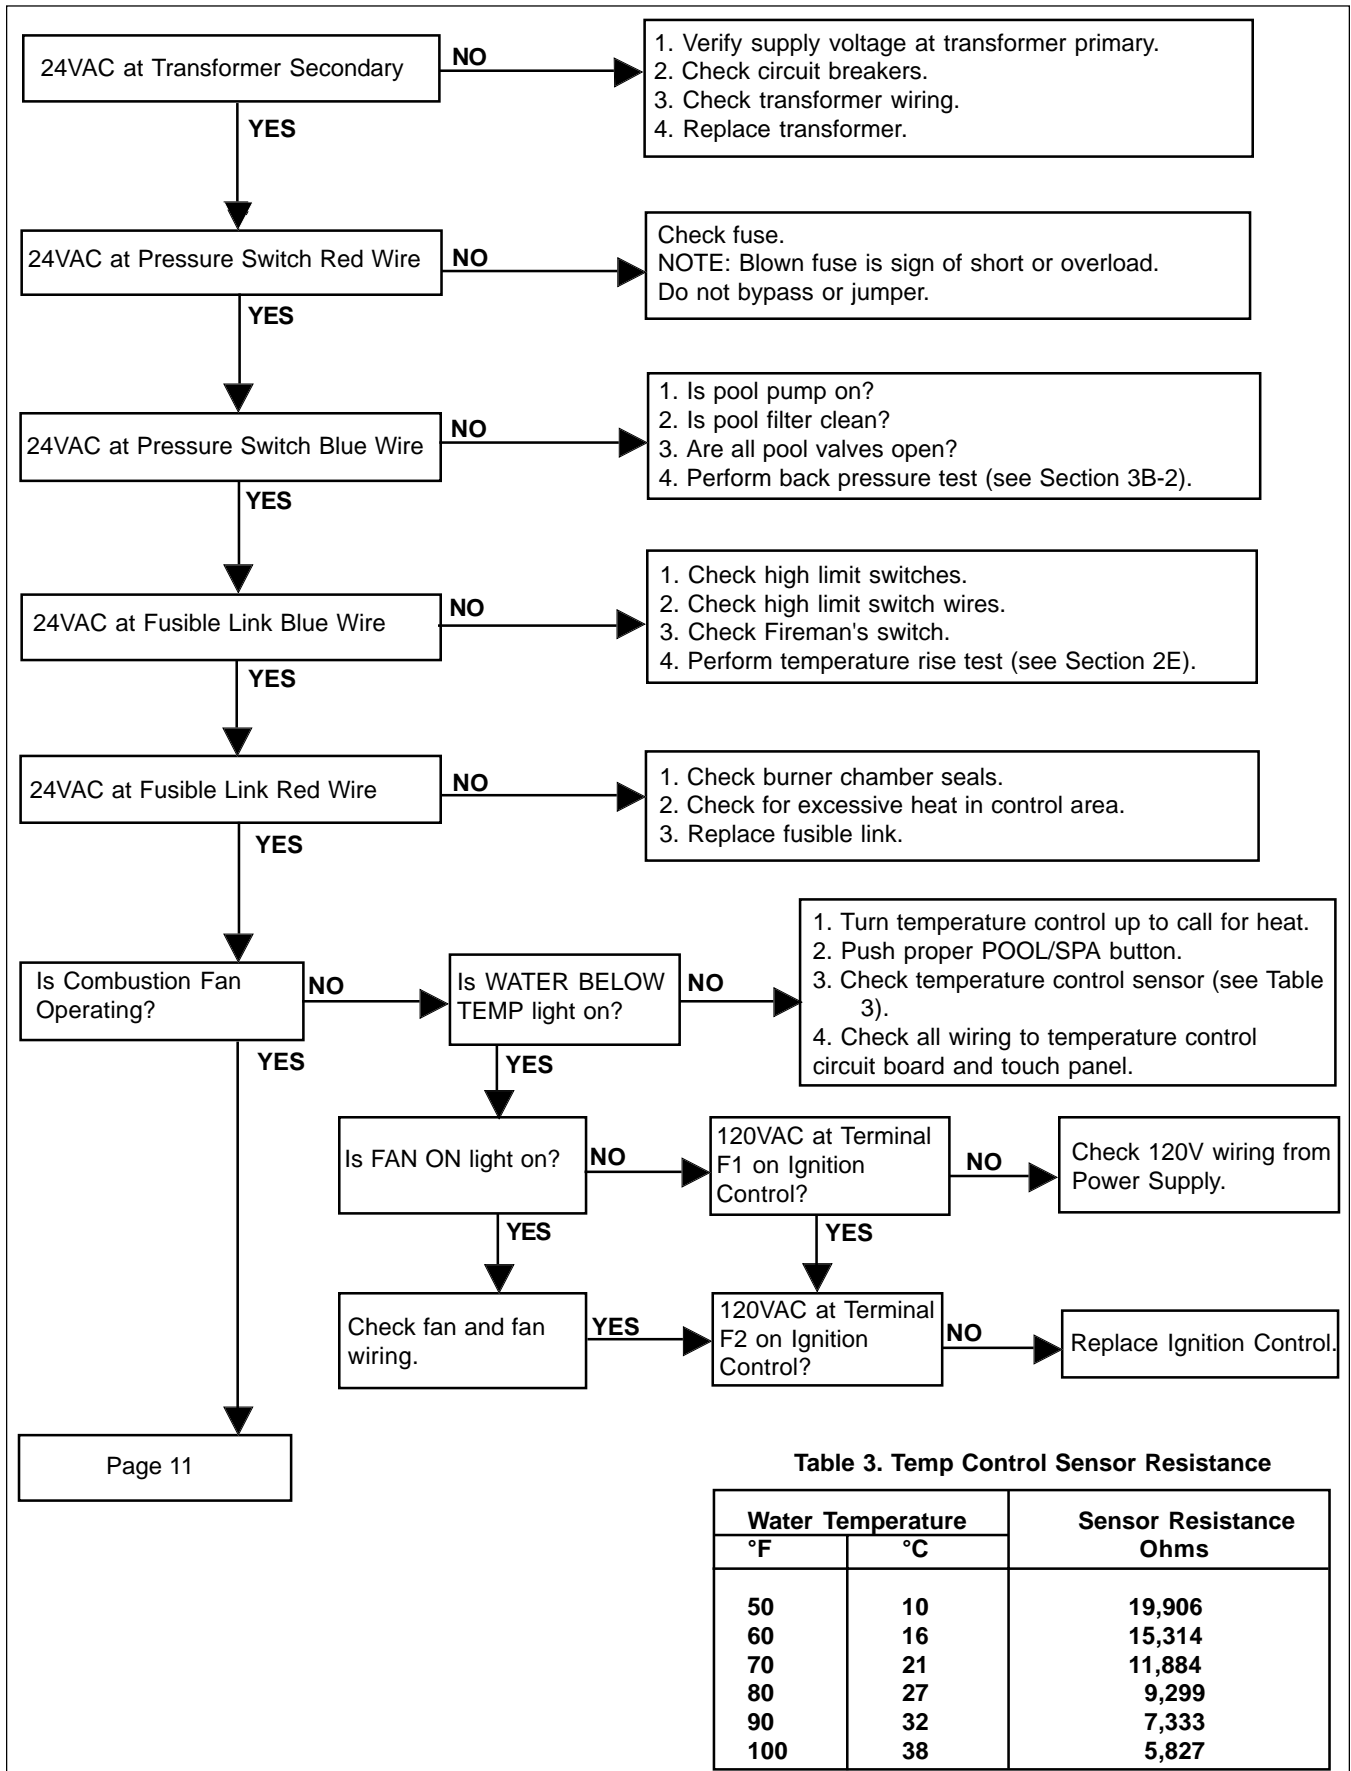 24VAC at Transformer Secondary
NO
1. Verify supply voltage at transformer primary.
2. Check circuit breakers.
3. Check transformer wiring.
4. Replace transformer.
YES
24VAC at Pressure Switch Red Wire
NO
Check fuse.
NOTE: Blown fuse is sign of short or overload.
Do not bypass or jumper.
YES
24VAC at Pressure Switch Blue Wire
NO
1. Is pool pump on?
2. Is pool filter clean?
3. Are all pool valves open?
4. Perform back pressure test (see Section 3B-2).
YES
24VAC at Fusible Link Blue Wire
NO
1. Check high limit switches.
2. Check high limit switch wires.
3. Check Fireman's switch.
4. Perform temperature rise test (see Section 2E).
YES
24VAC at Fusible Link Red Wire
NO
1. Check burner chamber seals.
2. Check for excessive heat in control area.
3. Replace fusible link.
YES
Is Combustion Fan
Operating?
NO
Is WATER BELOW
TEMP light on?
NO
1. Turn temperature control up to call for heat.
2. Push proper POOL/SPA button.
3. Check temperature control sensor (see Table
3).
4. Check all wiring to temperature control
circuit board and touch panel.
YES
YES
Is FAN ON light on?
NO
120VAC at Terminal
F1 on Ignition
Control?
NO
Check 120V wiring from
Power Supply.
YES
YES
Check fan and fan
wiring.
YES
120VAC at Terminal
F2 on Ignition
Control?
NO
Replace Ignition Control.
Page 11
Table 3. Temp Control Sensor Resistance
Water Temperature Sensor Resistance
°F °C Ohms
50 10 19,906
60 16 15,314
70 21 11,884
80 27 9,299
90 32 7,333
100 38 5,827